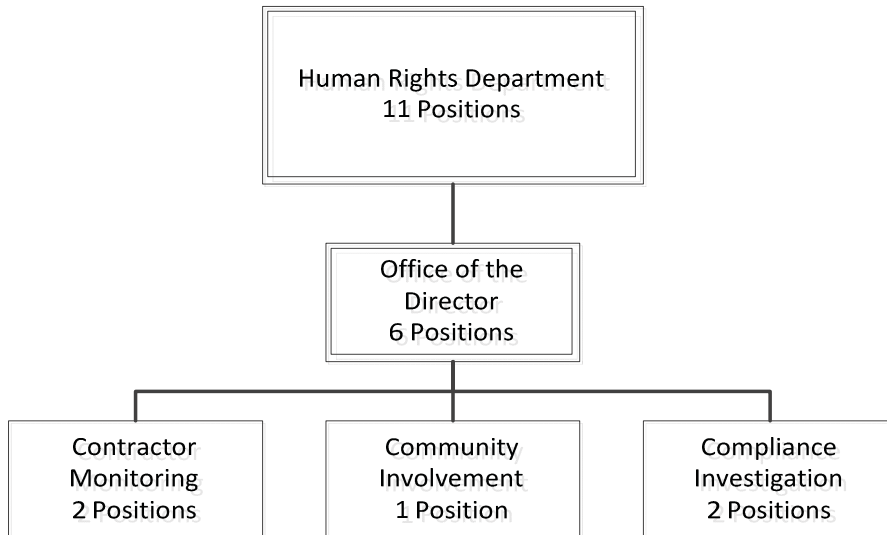 Human Rights Department
11 Positions
Office of the
Director
6 Positions
Contractor
Monitoring
2 Positions
Community
Involvement
1 Position
Compliance
Investigation
2 Positions